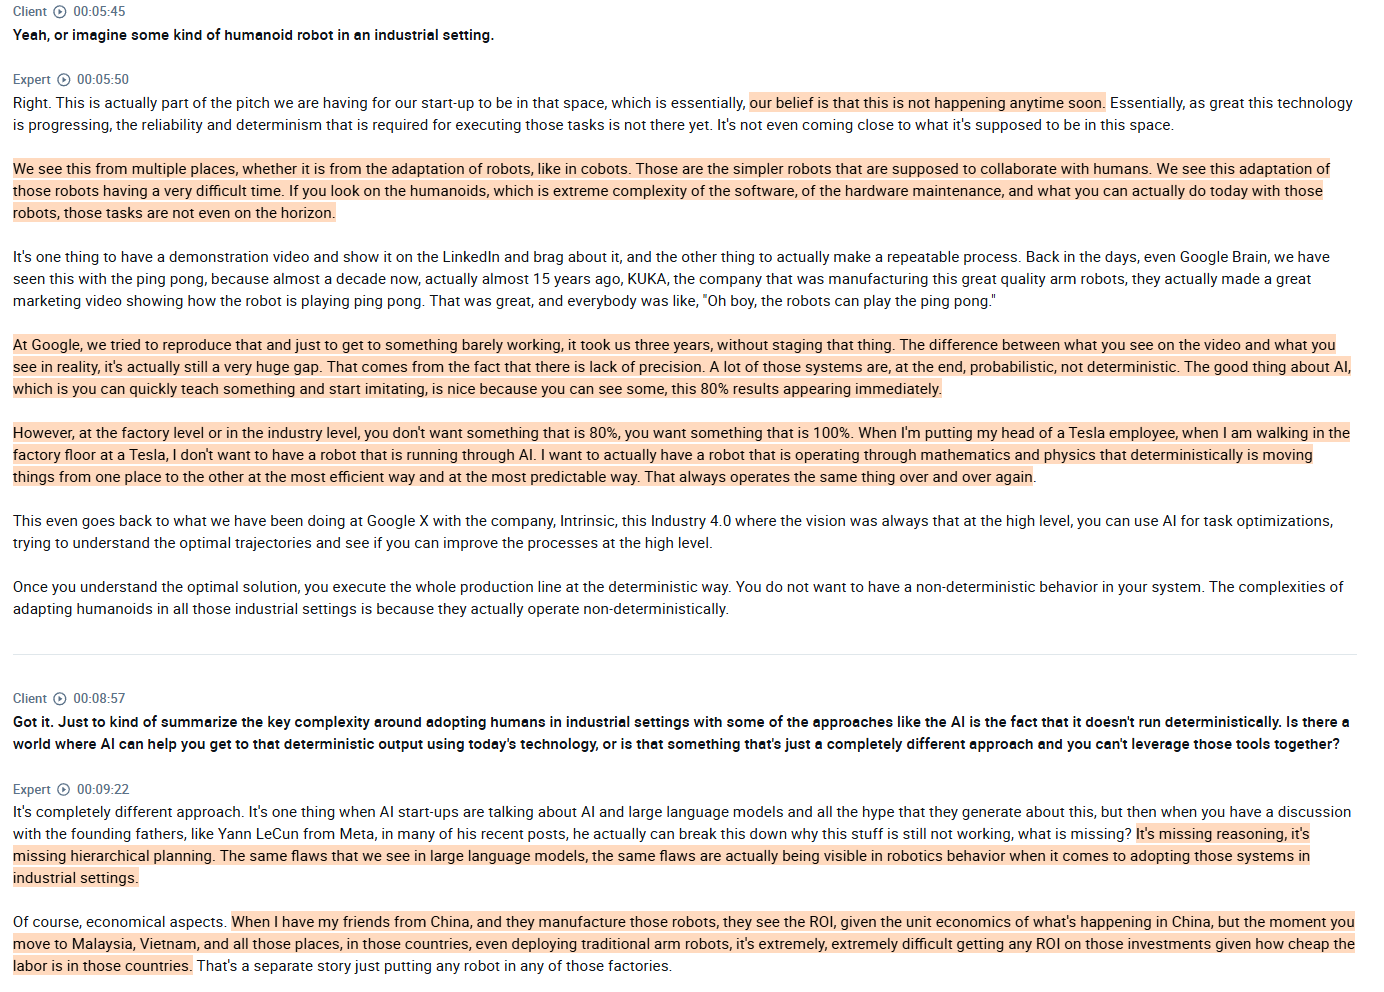 Client 00:05:45
Yeah, or imagine some kind of humanoid robot in an industrial setting.
Expert 00:05:50
Right. This is actually part of the pitch we are having for our start-up to be in that space, which is essentially, our belief is that this is not happening anytime soon. Essentially, as great this technology
is progressing, the reliability and determinism that is required for executing those tasks is not there yet. It's not even coming close to what it's supposed to be in this space.
We see this from multiple places, whether it is from the adaptation of robots, like in cobots. Those are the simpler robots that are supposed to collaborate with humans. We see this adaptation of
those robots having a very difficult time. If you look on the humanoids, which is extreme complexity of the software, of the hardware maintenance, and what you can actually do today with those
robots, those tasks are not even on the horizon.
It's one thing to have a demonstration video and show it on the LinkedIn and brag about it, and the other thing to actually make a repeatable process. Back in the days, even Google Brain, we have
seen this with the ping pong, because almost a decade now, actually almost 15 years ago, KUKA, the company that was manufacturing this great quality arm robots, they actually made a great
marketing video showing how the robot is playing ping pong. That was great, and everybody was like, "Oh boy, the robots can play the ping pong."
At Google, we tried to reproduce that and just to get to something barely working, it took us three years, without staging that thing. The difference between what you see on the video and what you
see in reality, it's actually still a very huge gap. That comes from the fact that there is lack of precision. A lot of those systems are, at the end, probabilistic, not deterministic. The good thing about AI,
which is you can quickly teach something and start imitating, is nice because you can see some, this 80% results appearing immediately.
However, at the factory level or in the industry level, you don't want something that is 80%, you want something that is 100%. When I'm putting my head of a Tesla employee, when I am walking in the
factory floor at a Tesla, I don't want to have a robot that is running through AI. I want to actually have a robot that is operating through mathematics and physics that deterministically is moving
things from one place to the other at the most efficient way and at the most predictable way. That always operates the same thing over and over again.
This even goes back to what we have been doing at Google X with the company, Intrinsic, this Industry 4.0 where the vision was always that at the high level, you can use AI for task optimizations,
trying to understand the optimal trajectories and see if you can improve the processes at the high level.
Once you understand the optimal solution, you execute the whole production line at the deterministic way. You do not want to have a non-deterministic behavior in your system. The complexities of
adapting humanoids in all those industrial settings is because they actually operate non-deterministically.
Client 00:08:57
Got it. Just to kind of summarize the key complexity around adopting humans in industrial settings with some of the approaches like the AI is the fact that it doesn't run deterministically. Is there a
world where AI can help you get to that deterministic output using today's technology, or is that something that's just a completely different approach and you can't leverage those tools together?
Expert 00:09:22
It's completely different approach. It's one thing when AI start-ups are talking about AI and large language models and all the hype that they generate about this, but then when you have a discussion
with the founding fathers, like Yann LeCun from Meta, in many of his recent posts, he actually can break this down why this stuff is still not working, what is missing? It's missing reasoning, it's
missing hierarchical planning. The same flaws that we see in large language models, the same flaws are actually being visible in robotics behavior when it comes to adopting those systems in
industrial settings.
Of course, economical aspects. When I have my friends from China, and they manufacture those robots, they see the ROI, given the unit economics of what's happening in China, but the moment you
move to Malaysia, Vietnam, and all those places, in those countries, even deploying traditional arm robots, it's extremely, extremely difficult getting any ROI on those investments given how cheap the
labor is in those countries. That's a separate story just putting any robot in any of those factories.